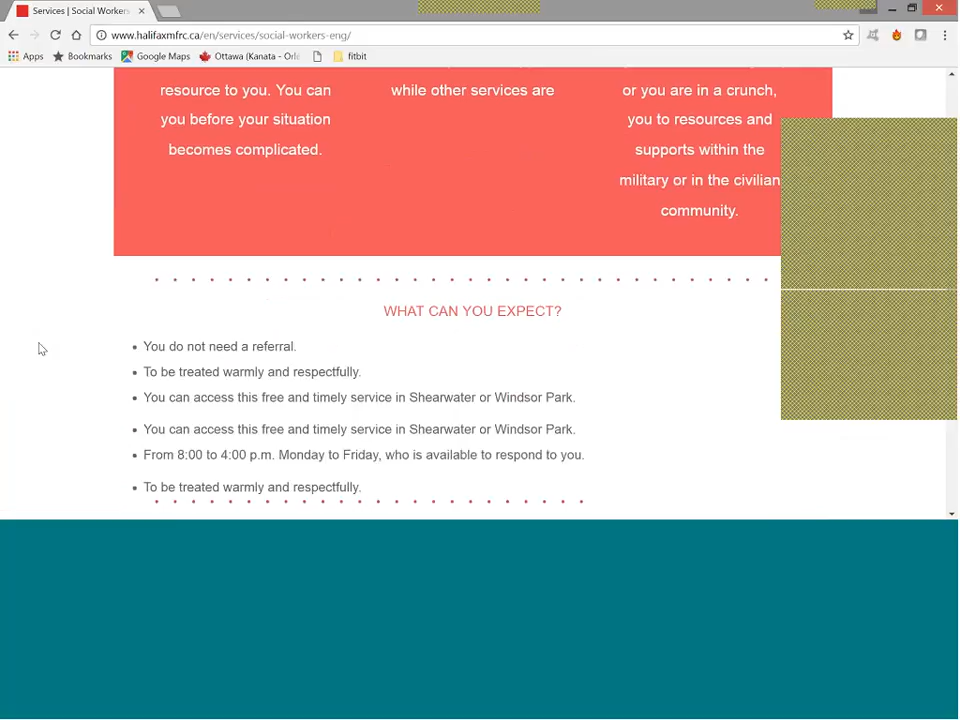 Services | Social Workers
www.halifaxmfrc.ca/en/services/social-workers-eng/
Apps Bookmarks Google Maps Ottawa (Kanata - Orle fitbit
resource to you. You can
you before your situation
becomes complicated.
while other services are
or you are in a crunch,
you to resources and
supports within the
military or in the civilian
community.
WHAT CAN YOU EXPECT?
You do not need a referral.
To be treated warmly and respectfully.
You can access this free and timely service in Shearwater or Windsor Park.
You can access this free and timely service in Shearwater or Windsor Park.
From 8:00 to 4:00 p.m. Monday to Friday, who is available to respond to you.
To be treated warmly and respectfully.